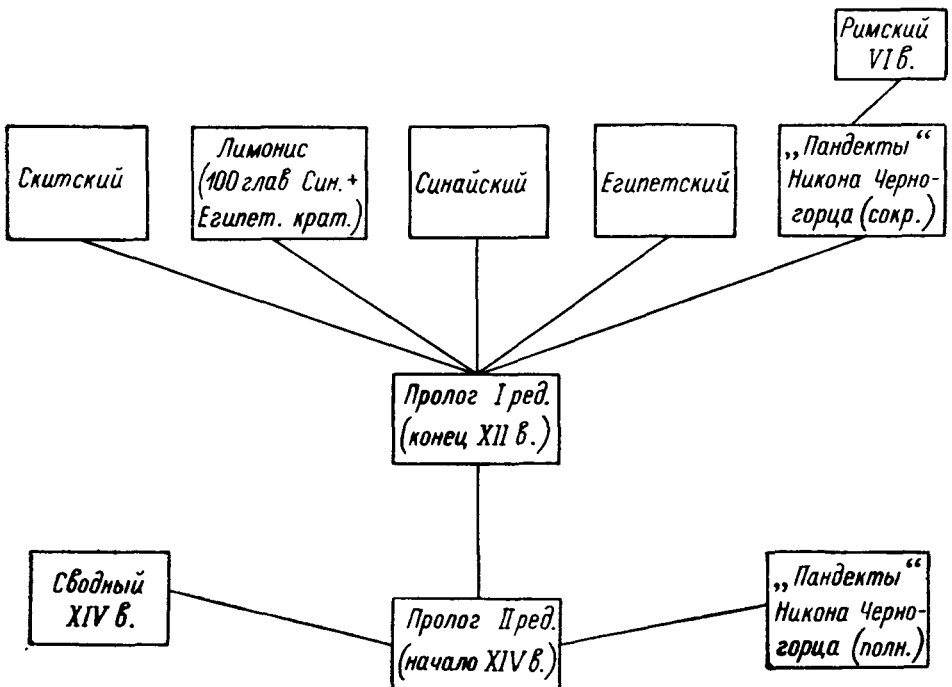 Римский
VI в.
Скитский
Лимонис
(100 глав Син. +
Египет. крат.)
Синайский
Египетский
„Пандекты“
Никона Черно-
горца (сокр.)
Пролог I ред.
(конец XII в.)
Сводный
XIV в.
Пролог II ред.
(начало XIV в.)
„Пандекты“
Никона Черно-
горца (полн.)